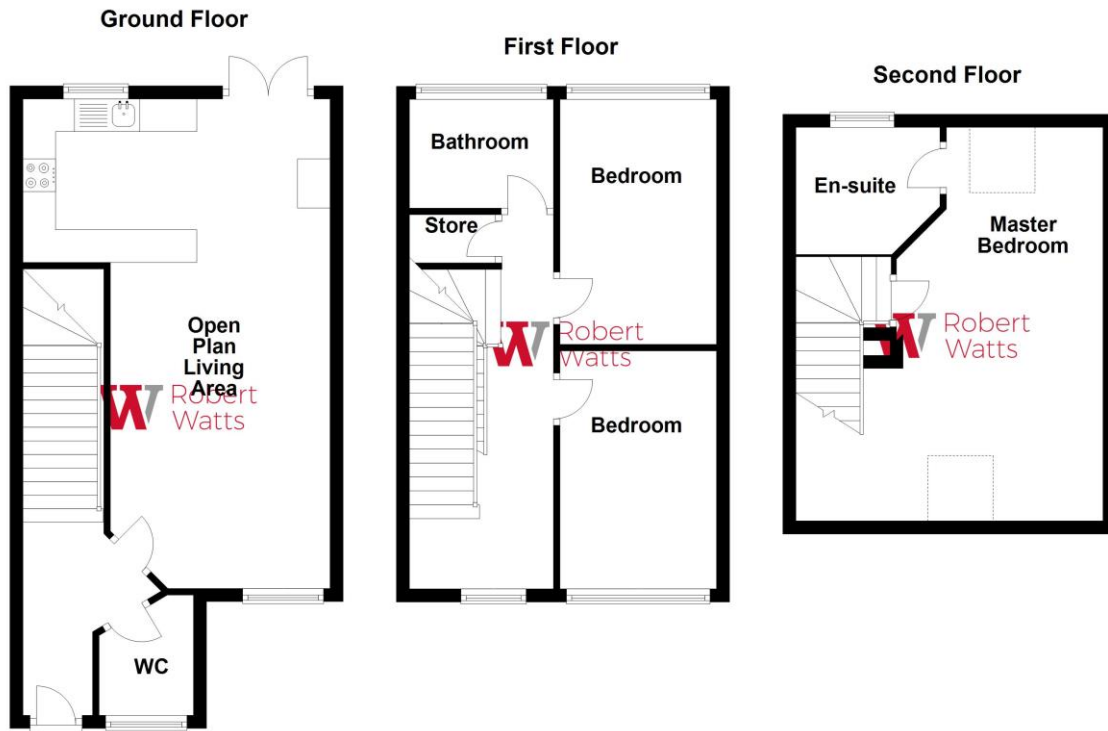 Ground Floor
Open
Plan
Living
Area
Robert
Watts
WC
First Floor
Bathroom
Bedroom
Store
Robert
Watts
Bedroom
Second Floor
En-suite
Master
Bedroom
Robert
Watts